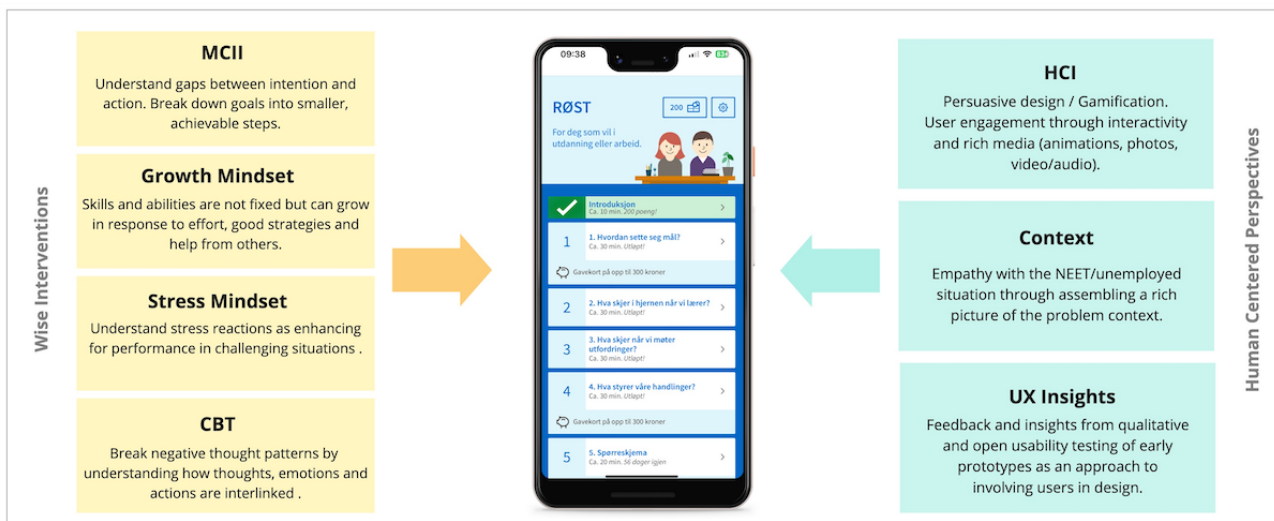 Wise Interventions
MCII
Understand gaps between intention and
action. Break down goals into smaller,
achievable steps.
Growth Mindset
Skills and abilities are not fixed but can grow
in response to effort, good strategies and
help from others.
Stress Mindset
Understand stress reactions as enhancing
for performance in challenging situations .
CBT
Break negative thought patterns by
understanding how thoughts, emotions and
actions are interlinked .
09:38
RØST
200
For deg som vil i
utdanning eller arbeid.
Introduksjon
Ca. 10 min. 200 poeng!
1
1. Hvordan sette seg mål?
Ca. 30 min. Utløpt!
Gavekort på opp til 300 kroner
2
2. Hva skjer i hjernen når vi lærer?
Ca. 30 min. Utløpt!
3
3. Hva skjer når vi møter
utfordringer?
Ca. 30 min. Utløpt!
4
4. Hva styrer våre handlinger?
Ca. 30 min. Utløpt!
Gavekort på opp til 300 kroner
5
5. Spørreskjema
Ca. 20 min. 56 dager igjen
HCI
Persuasive design / Gamification.
User engagement through interactivity
and rich media (animations, photos,
video/audio).
Context
Empathy with the NEET/unemployed
situation through assembling a rich
picture of the problem context.
UX Insights
Feedback and insights from qualitative
and open usability testing of early
prototypes as an approach to
involving users in design.
Human Centered Perspectives